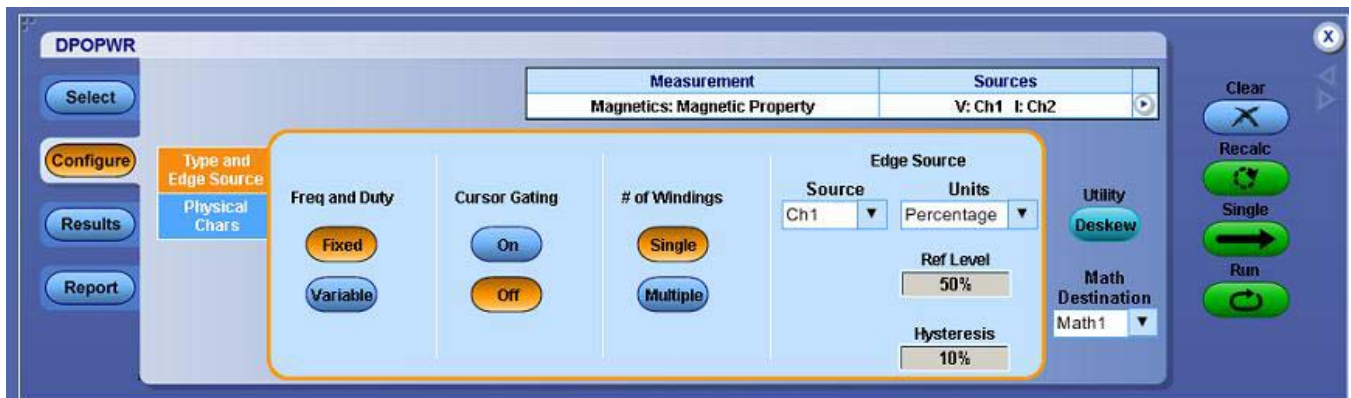 DPOPWR
X
Select
Configure
Results
Report
Measurement Sources
Magnetics: Magnetic Property V: Ch1 I: Ch2
Type and
Edge Source
Physical
Chars
Freq and Duty
Fixed
Variable
Cursor Gating
On
Off
# of Windings
Single
Multiple
Edge Source
Source Units
Ch1 Percentage
Ref Level
50%
Hysteresis
10%
Utility
Deskew
Math
Destination
Math1
Clear
Recalc
Single
Run